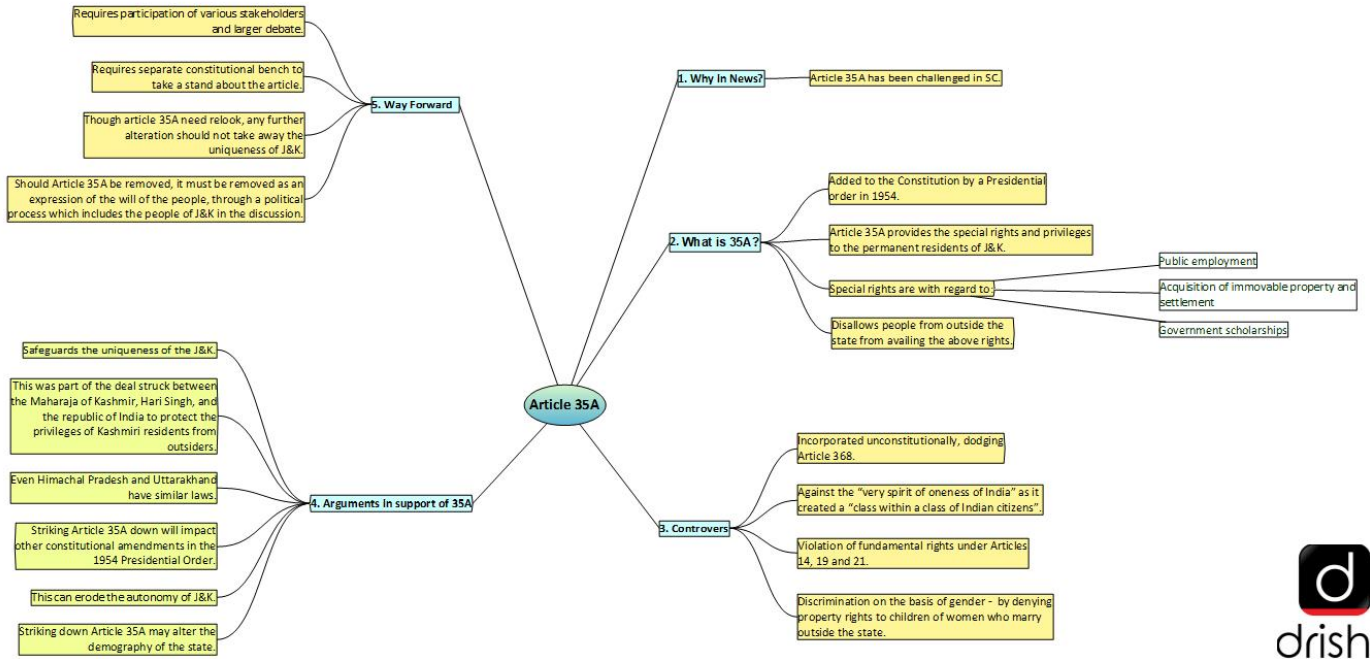 Article 35A
1. Why In News?
Article 35A has been challenged in SC.
2. What is 35A?
Added to the Constitution by a Presidential
order in 1954.
Article 35A provides the special rights and privileges
to the permanent residents of J&K.
Special rights are with regard to:
Public employment
Acquisition of immovable property and
settlement
Government scholarships
Disallows people from outside the
state from availing the above rights.
3. Controvers
Incorporated unconstitutionally, dodging
Article 368.
Against the “very spirit of oneness of India” as it
created a “class within a class of Indian citizens”.
Violation of fundamental rights under Articles
14, 19 and 21.
Discrimination on the basis of gender - by denying
property rights to children of women who marry
outside the state.
4. Arguments in support of 35A
Safeguards the uniqueness of the J&K.
This was part of the deal struck between
the Maharaja of Kashmir, Hari Singh, and
the republic of India to protect the
privileges of Kashmiri residents from
outsiders.
Even Himachal Pradesh and Uttarakhand
have similar laws.
Striking Article 35A down will impact
other constitutional amendments in the
1954 Presidential Order.
This can erode the autonomy of J&K.
Striking down Article 35A may alter the
demography of the state.
5. Way Forward
Requires participation of various stakeholders
and larger debate.
Requires separate constitutional bench to
take a stand about the article.
Though article 35A need relook, any further
alteration should not take away the
uniqueness of J&K.
Should Article 35A be removed, it must be removed as an
expression of the will of the people, through a political
process which includes the people of J&K in the discussion.
d
drish